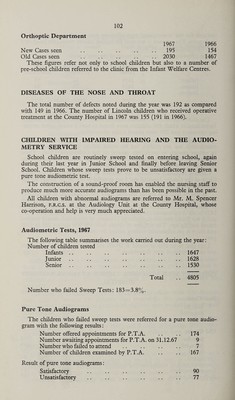 102
Orthoptic Department
1967 1966
New Cases seen .. .. .. .. 195 154
Old Cases seen .. .. .. .. 2030 1467
These figures refer not only to school children but also to a number of
pre-school children referred to the clinic from the Infant Welfare Centres.
DISEASES OF THE NOSE AND THROAT
The total number of defects noted during the year was 192 as compared
with 149 in 1966. The number of Lincoln children who received operative
treatment at the County Hospital in 1967 was 155 (191 in 1966).
CHILDREN WITH IMPAIRED HEARING AND THE AUDIO-
METRY SERVICE
School children are routinely sweep tested on entering school, again
during their last year in Junior School and finally before leaving Senior
School. Children whose sweep tests prove to be unsatisfactory are given a
pure tone audiometric test.
The construction of a sound-proof room has enabled the nursing staff to
produce much more accurate audiograms than has been possible in the past.
All children with abnormal audiograms are referred to Mr. M. Spencer
Harrison, F.R.C.S. at the Audiology Unit at the County Hospital, whose
co-operation and help is very much appreciated.
Audiometric Tests, 1967
The following table summarises the work carried out during the year:
Number of children tested
Infants .. .. .. .. .. .. 1647
Junior .. .. .. .. .. .. 1628
Senior .. .. .. .. .. .. 1530
Total .. 4805
Number who failed Sweep Tests: 183=3.8%.
Pure Tone Audiograms
The children who failed sweep tests were referred for a pure tone audio-
gram with the following results:
Number offered appointments for P.T.A. .. .. 174
Number awaiting appointments for P.T.A. on 31.12.67 9
Number who failed to attend .. .. .. .. 7
Number of children examined by P.T.A. .. .. 167
Result of pure tone audiograms:
Satisfactory .. .. .. .. .. 90
Unsatisfactory .. .. .. .. .. 77